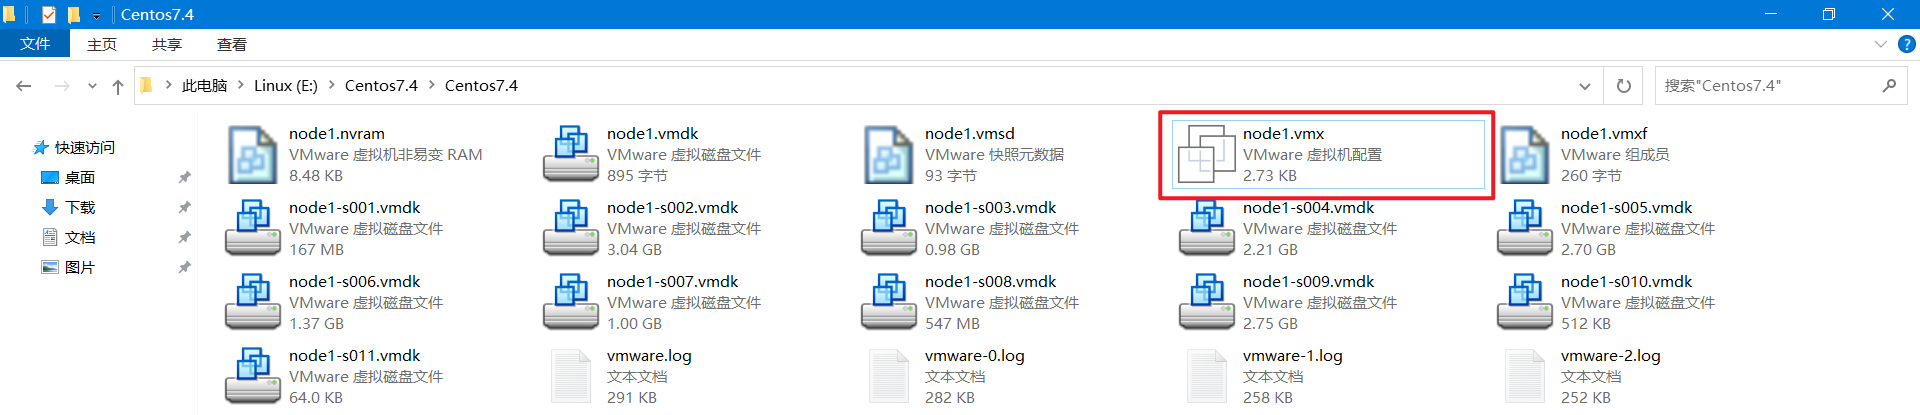 Centos7.4
文件 主页 共享 查看
此电脑 Linux (E:) Centos7.4 Centos7.4
搜索"Centos7.4"
快速访问
桌面
下载
文档
图片
node1.nvram
VMware 虚拟机非易变 RAM
8.48 KB
node1.vmdk
VMware 虚拟磁盘文件
895 字节
node1.vmsd
VMware 快照元数据
93 字节
node1.vmx
VMware 虚拟机配置
2.73 KB
node1.vmxf
VMware 组成员
260 字节
node1-s001.vmdk
VMware 虚拟磁盘文件
167 MB
node1-s002.vmdk
VMware 虚拟磁盘文件
3.04 GB
node1-s003.vmdk
VMware 虚拟磁盘文件
0.98 GB
node1-s004.vmdk
VMware 虚拟磁盘文件
2.21 GB
node1-s005.vmdk
VMware 虚拟磁盘文件
2.70 GB
node1-s006.vmdk
VMware 虚拟磁盘文件
1.37 GB
node1-s007.vmdk
VMware 虚拟磁盘文件
1.00 GB
node1-s008.vmdk
VMware 虚拟磁盘文件
547 MB
node1-s009.vmdk
VMware 虚拟磁盘文件
2.75 GB
node1-s010.vmdk
VMware 虚拟磁盘文件
512 KB
node1-s011.vmdk
VMware 虚拟磁盘文件
64.0 KB
vmware.log
文本文档
291 KB
vmware-0.log
文本文档
282 KB
vmware-1.log
文本文档
258 KB
vmware-2.log
文本文档
252 KB